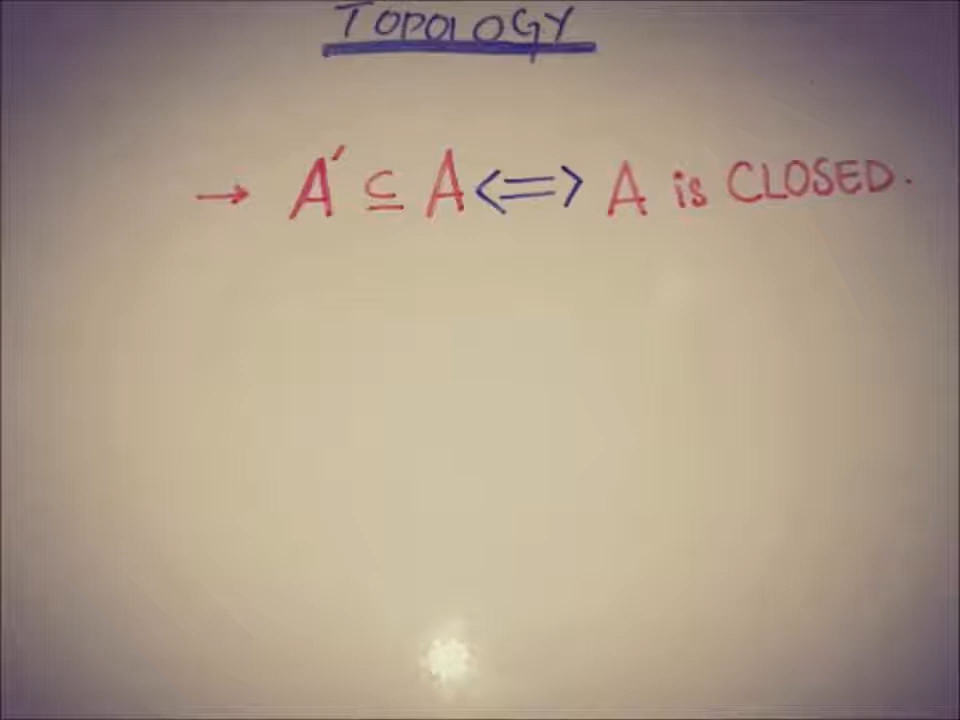 TOPOLOGY
→ A′ ⊆ A <=> A is CLOSED.